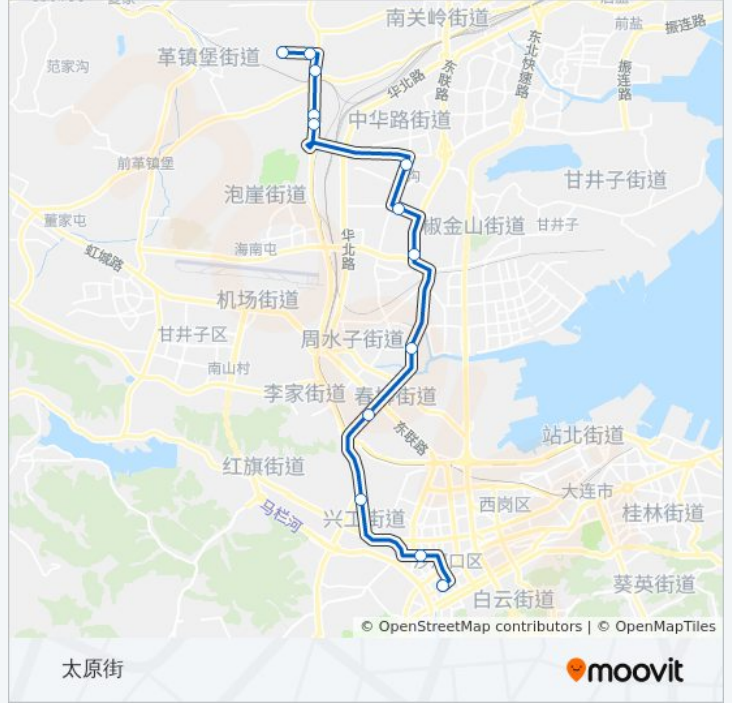 南关岭街道
前盐
振连路
革镇堡街道
范家沟
华北路
东联路
东北快速路
振连路
中华路街道
前革镇堡
沟
甘井子街道
泡崖街道
董家屯
椒金山街道
甘井子
海南屯
华北路
虹城路
机场街道
甘井子区
周水子街道
南山村
李家街道
春柳街道
东联路
站北街道
红旗街道
大连市
西岗区
马栏河
兴工街道
桂林街道
沙河口区
葵英街道
白云街道
© OpenStreetMap contributors | © OpenMapTiles
太原街
moovit